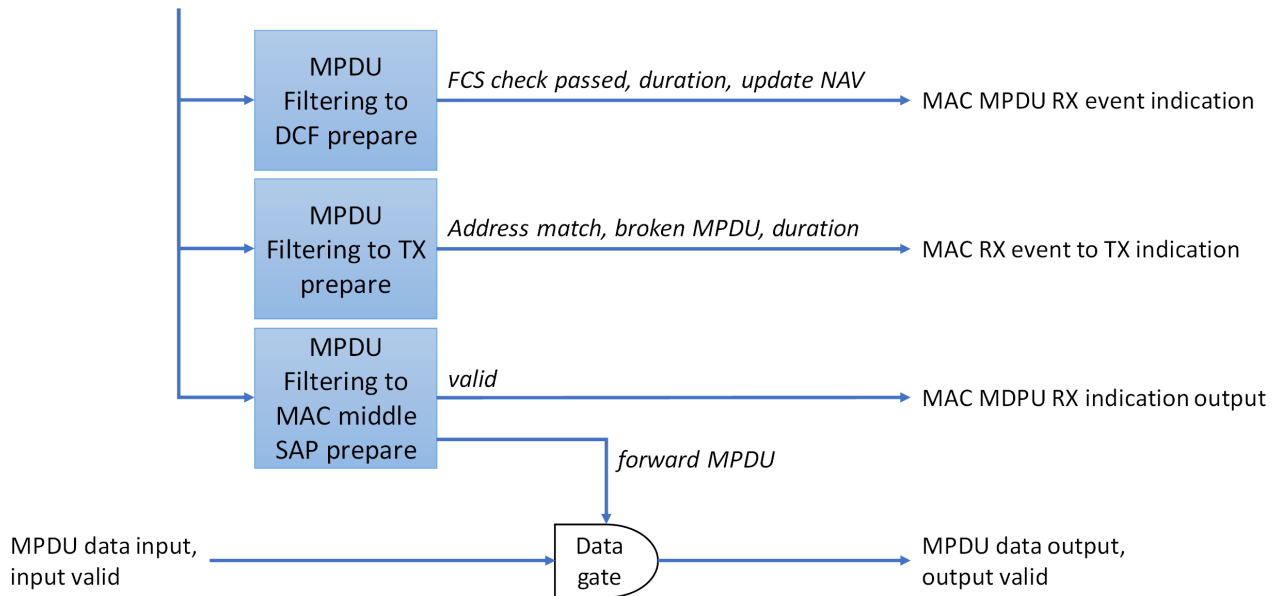 MPDU
Filtering to
DCF prepare
FCS check passed, duration, update NAV
MAC MPDU RX event indication
MPDU
Filtering to TX
prepare
Address match, broken MPDU, duration
MAC RX event to TX indication
MPDU
Filtering to
MAC middle
SAP prepare
valid
MAC MDPU RX indication output
forward MPDU
MPDU data input,
input valid
Data
gate
MPDU data output,
output valid